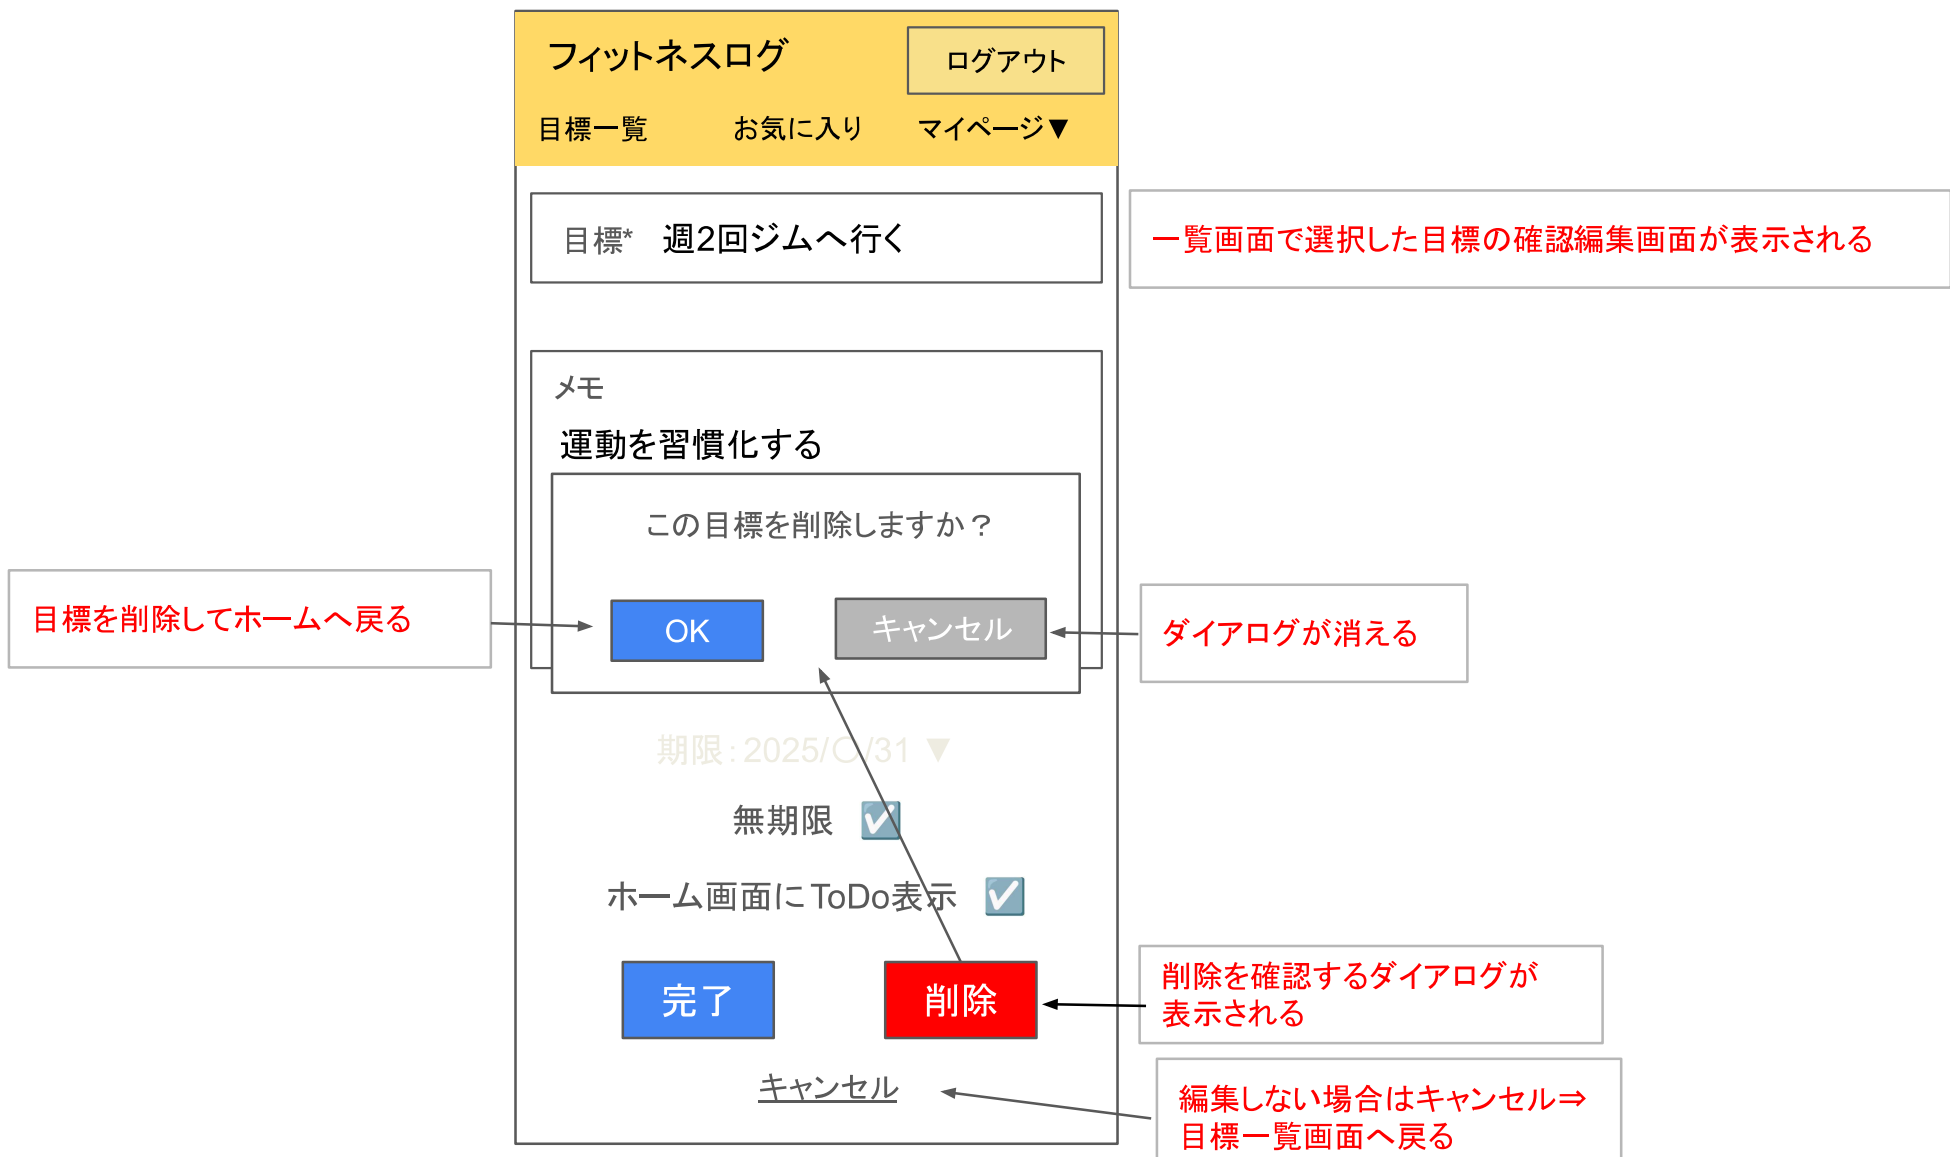 フィットネスログ
ログアウト
目標一覧
お気に入り
マイページ▼
目標* 週2回ジムへ行く
一覧画面で選択した目標の確認編集画面が表示される
メモ
運動を習慣化する
この目標を削除しますか？
目標を削除してホームへ戻る
OK
キャンセル
ダイアログが消える
期限：2025/〇/31 ▼
無期限 ☑
ホーム画面にToDo表示 ☑
完了
削除
削除を確認するダイアログが
表示される
キャンセル
編集しない場合はキャンセル⇒
目標一覧画面へ戻る